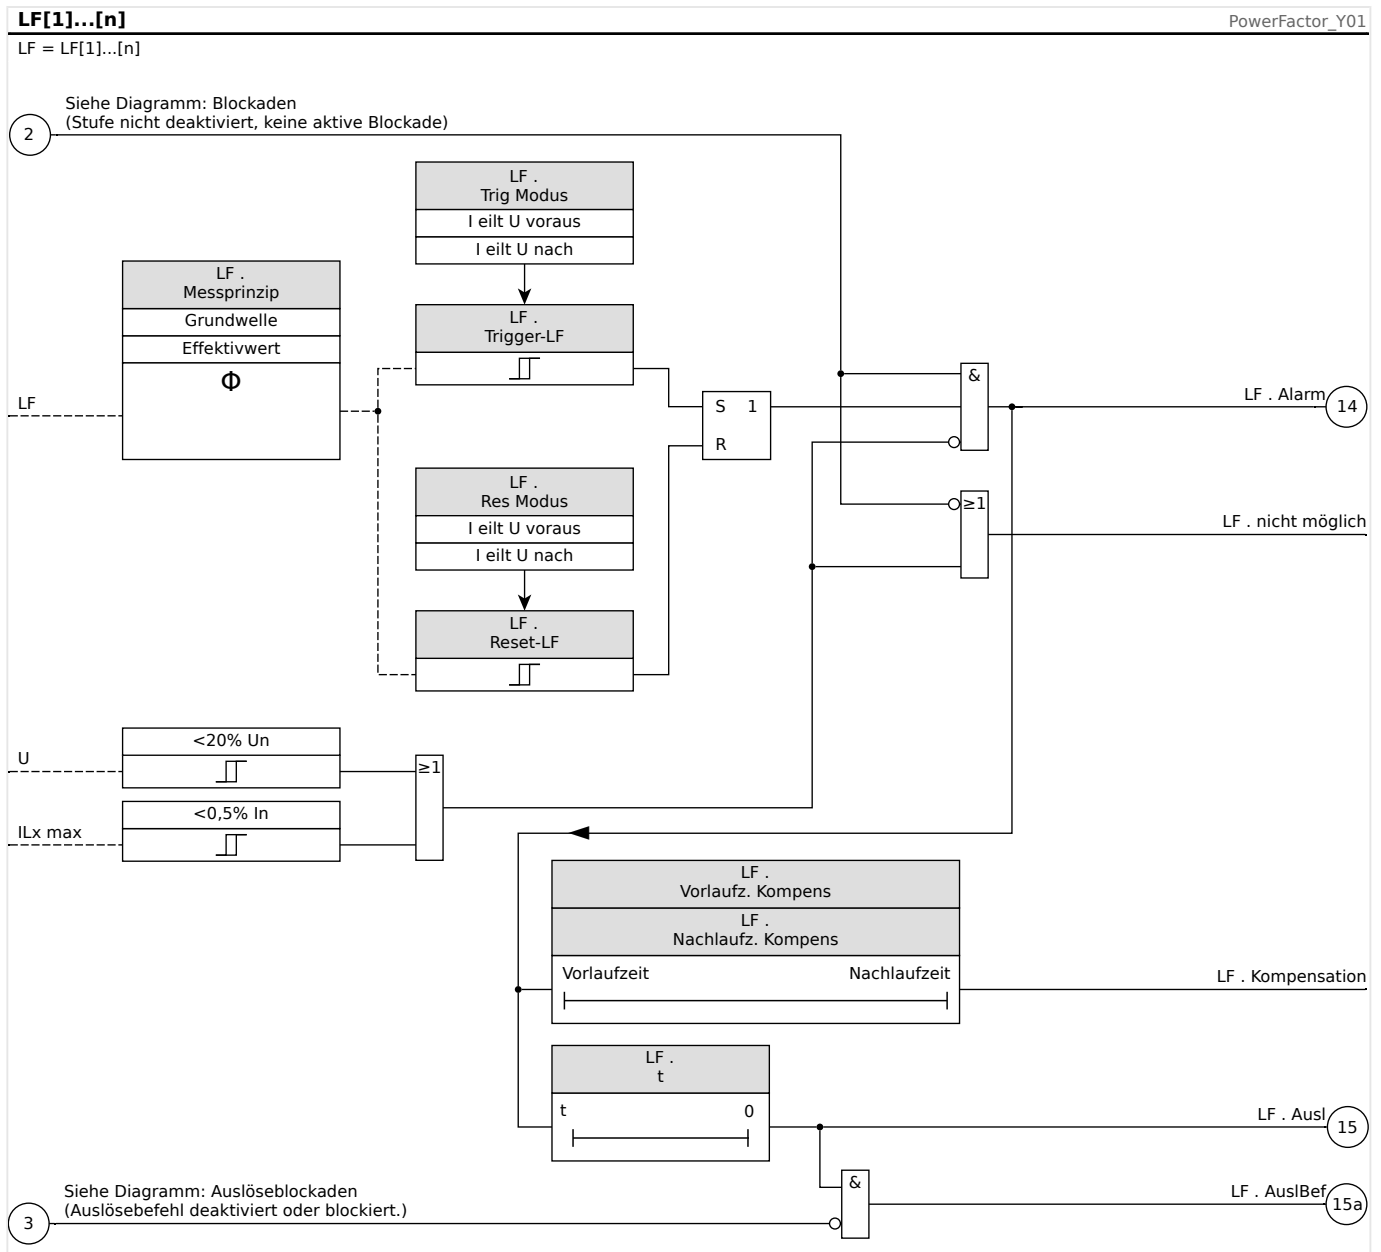 LF[1]...[n]
PowerFactor_Y01
LF = LF[1]...[n]
Siehe Diagramm: Blockaden
(Stufe nicht deaktiviert, keine aktive Blockade)
2
LF .
Trig Modus
I eilt U voraus
I eilt U nach
LF .
Messprinzip
Grundwelle
Effektivwert
Φ
LF
LF .
Trigger-LF
S 1
R
&
LF . Alarm
14
LF .
Res Modus
I eilt U voraus
I eilt U nach
≥1
LF . nicht möglich
LF .
Reset-LF
U
<20% Un
≥1
ILx max
<0,5% In
LF .
Vorlaufz. Kompens
LF .
Nachlaufz. Kompens
Vorlaufzeit Nachlaufzeit
LF . Kompensation
LF .
t
t 0
LF . Ausl
15
Siehe Diagramm: Auslöseblockaden
(Auslösebefehl deaktiviert oder blockiert.)
3
&
LF . AuslBef
15a